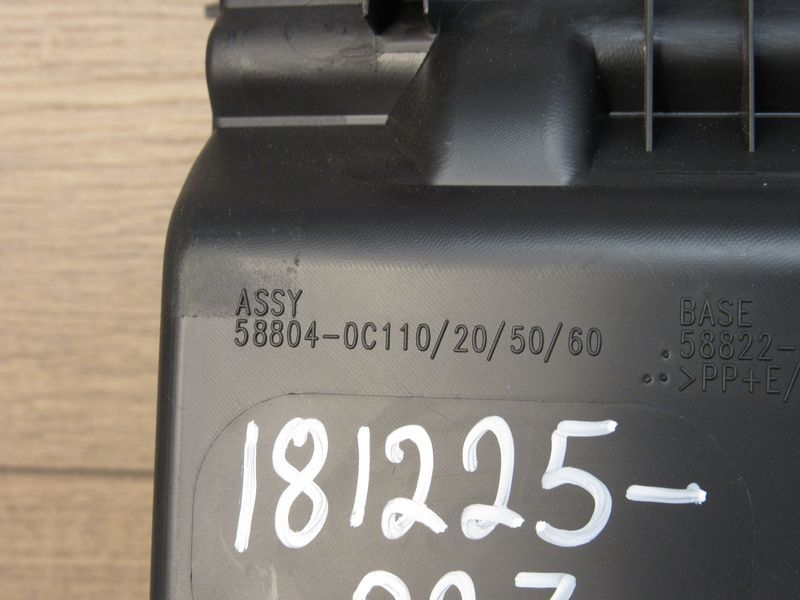 ASSY
58804-0C110/20/50/60
BASE
58822-
>PP+E/
181225-